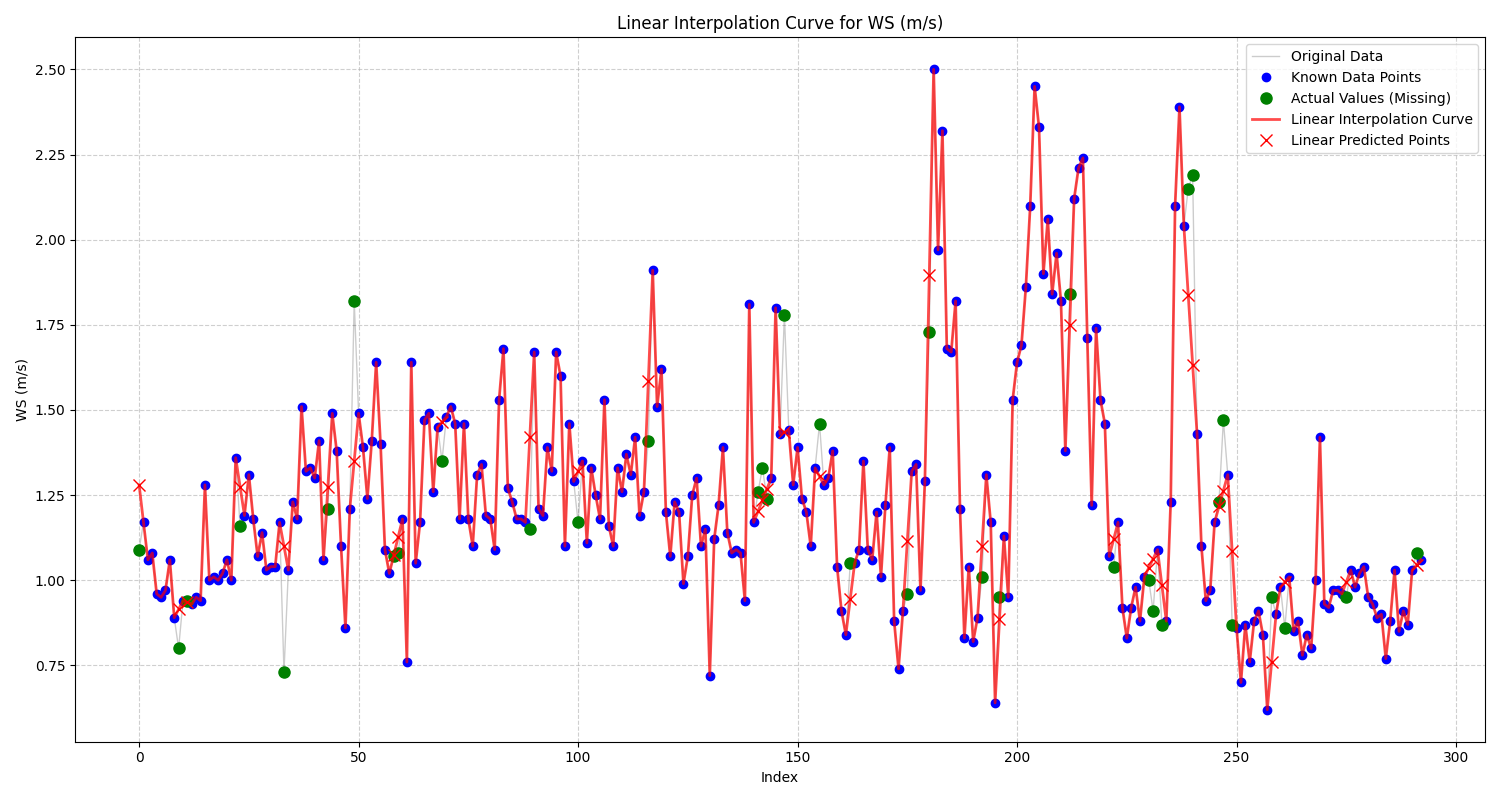 Linear Interpolation Curve for WS (m/s)
Original Data
Known Data Points
Actual Values (Missing)
Linear Interpolation Curve
Linear Predicted Points
WS (m/s)
2.50
2.25
2.00
1.75
1.50
1.25
1.00
0.75
0 50 100 150 200 250 300
Index